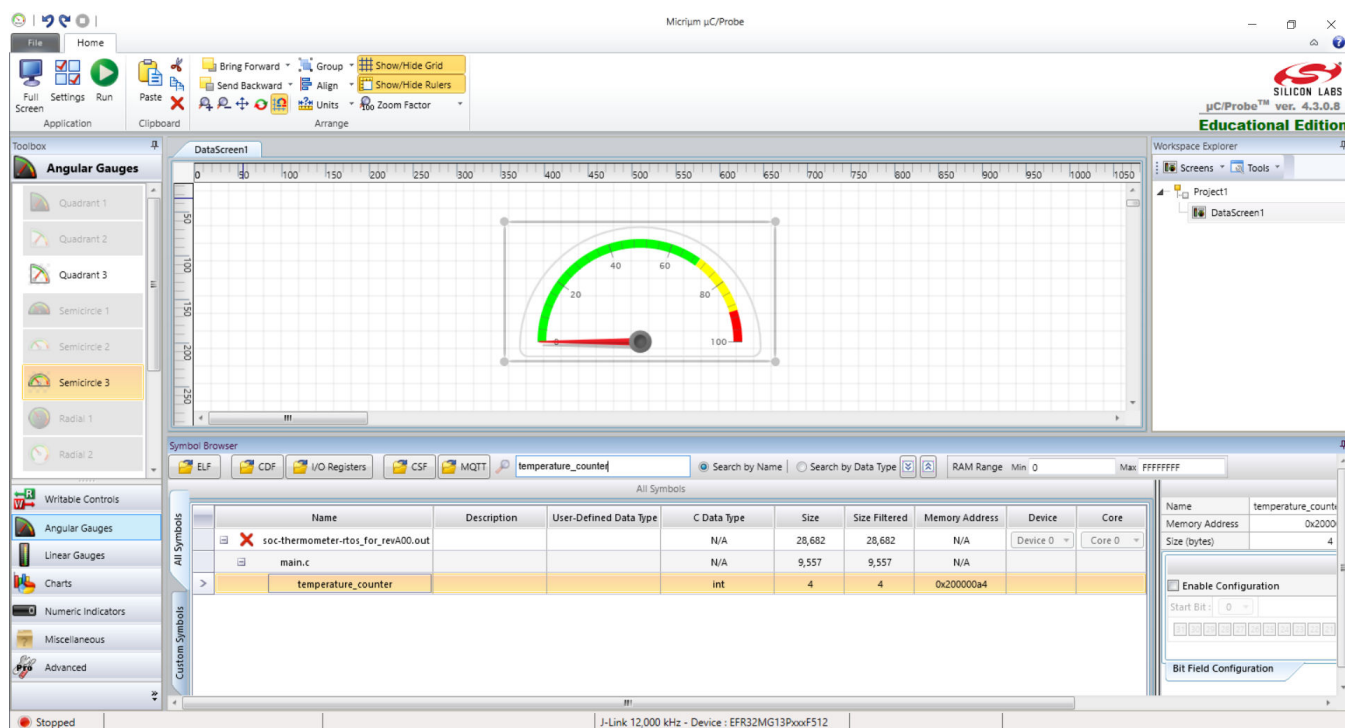 Micriµm µC/Probe
File
Home
Full Screen
Settings
Run
Application
Paste
Clipboard
Bring Forward
Group
Show/Hide Grid
Send Backward
Align
Show/Hide Rulers
Units
Zoom Factor
Arrange
SILICON LABS
µC/Probe™ ver. 4.3.0.8
Educational Edition
Toolbox
Angular Gauges
Quadrant 1
Quadrant 2
Quadrant 3
Semicircle 1
Semicircle 2
Semicircle 3
Radial 1
Radial 2
Writable Controls
Angular Gauges
Linear Gauges
Charts
Numeric Indicators
Miscellaneous
Advanced
DataScreen1
0 50 100 150 200 250 300 350 400 450 500 550 600 650 700 750 800 850 900 950 1000 1050
50
100
150
200
250
0
20
40
60
80
100
Workspace Explorer
Screens
Tools
Project1
DataScreen1
Symbol Browser
ELF
CDF
I/O Registers
CSF
MQTT
temperature_counter
Search by Name
Search by Data Type
RAM Range
Min 0
Max FFFFFFFF
All Symbols
Custom Symbols
All Symbols
Name Description User-Defined Data Type C Data Type Size Size Filtered Memory Address Device Core
soc-thermometer-rtos_for_revA00.out N/A 28,682 28,682 N/A Device 0 Core 0
main.c N/A 9,557 9,557 N/A
temperature_counter int 4 4 0x200000a4
Name temperature_count
Memory Address 0x2000
Size (bytes) 4
Enable Configuration
Start Bit : 0
Bit Field Configuration
Stopped
J-Link 12,000 kHz - Device : EFR32MG13PxxxF512